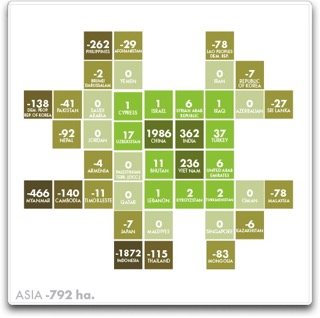 -262
PHILIPPINES
-29
AFGHANISTAN
-78
LAO PEOPLES
DEM. REP.
-2
BRUNEI
DARUSSALAM
0
YEMEN
0
IRAN
-7
REPUBLIC
OF KOREA
-138
DEM. PEOP.
REP. OF KOREA
-41
PAKISTAN
0
SAUDI
ARABIA
1
CYPRESS
1
ISRAEL
6
SYRIAN ARAB
REPUBLIC
1
IRAQ
0
AZERBAIJAN
-27
SRI LANKA
-92
NEPAL
0
JORDAN
17
UZBEKISTAN
1986
CHINA
362
INDIA
37
TURKEY
-4
ARMENIA
0
11
BHUTAN
236
VIET NAM
6
UNITED
ARAB
EMIRATES
-466
MYANMAR
-140
CAMBODIA
-11
TIMOR-LESTE
0
QATAR
1
LEBANON
2
KYRGYZSTAN
2
TURKMENISTAN
0
OMAN
-78
MALAYSIA
-7
JAPAN
0
MALDIVES
0
SINGAPORE
-6
KAZAKHSTAN
-1872
INDONESIA
-115
THAILAND
-83
MONGOLIA
ASIA -792 ha.